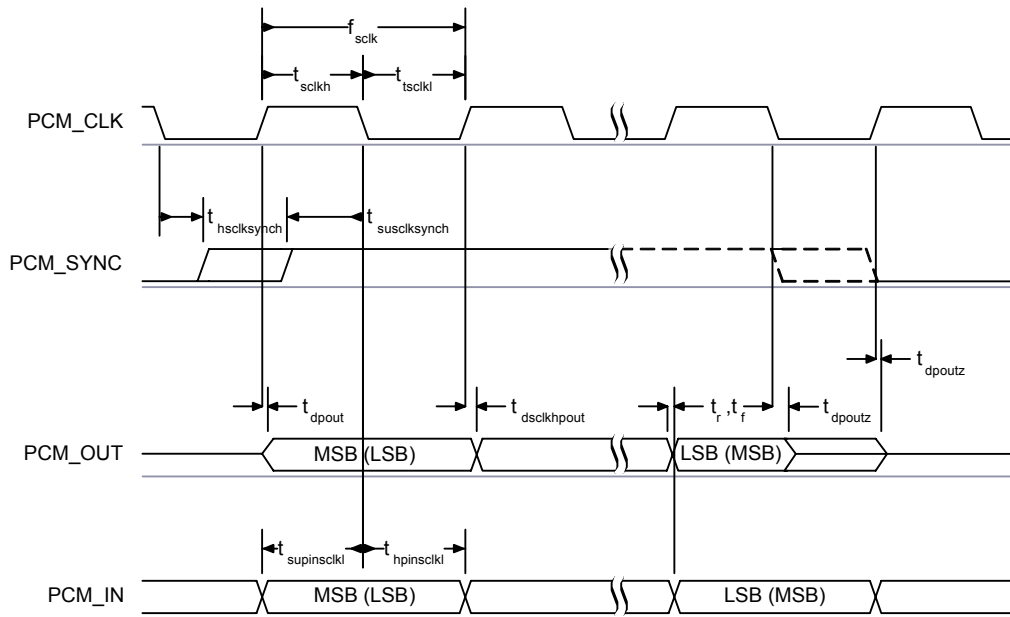 f sclk
t sclkh
t tsclkl
PCM_CLK
t hsclksynch
t susclksynch
PCM_SYNC
t dpoutz
t dpout
t dsclkhpout
t r ,t f
t dpoutz
PCM_OUT
MSB (LSB)
LSB (MSB)
t supinsclkl
t hpinsclkl
PCM_IN
MSB (LSB)
LSB (MSB)